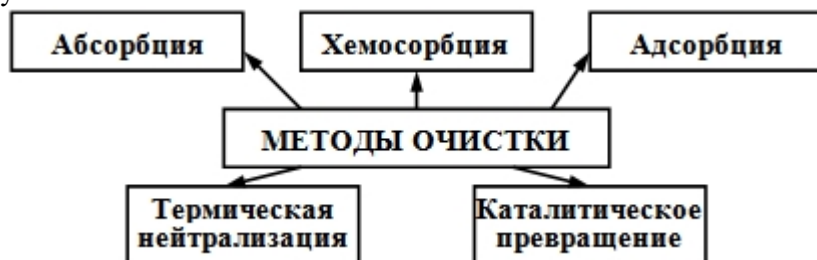 у
Абсорбция
Хемосорбция
Адсорбция
МЕТОДЫ ОЧИСТКИ
Термическая
нейтрализация
Каталитическое
превращение